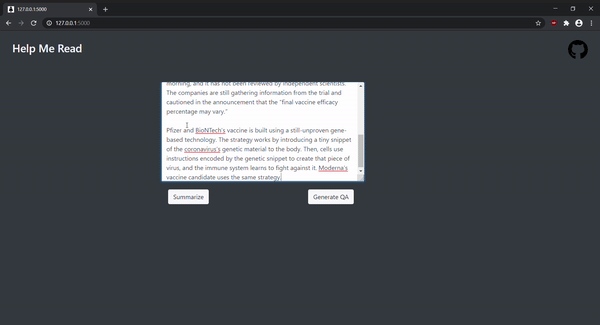 127.0.0.1:5000
127.0.0.1:5000
Help Me Read
morning, and it has not been reviewed by independent scientists.
The companies are still gathering information from the trial and
cautioned in the announcement that the "final vaccine efficacy
percentage may vary."
Pfizer and BioNTech's vaccine is built using a still-unproven gene-
based technology. The strategy works by introducing a tiny snippet
of the coronavirus's genetic material to the body. Then, cells use
instructions encoded by the genetic snippet to create that piece of
virus, and the immune system learns to fight against it. Moderna's
vaccine candidate uses the same strategy.
Summarize
Generate QA